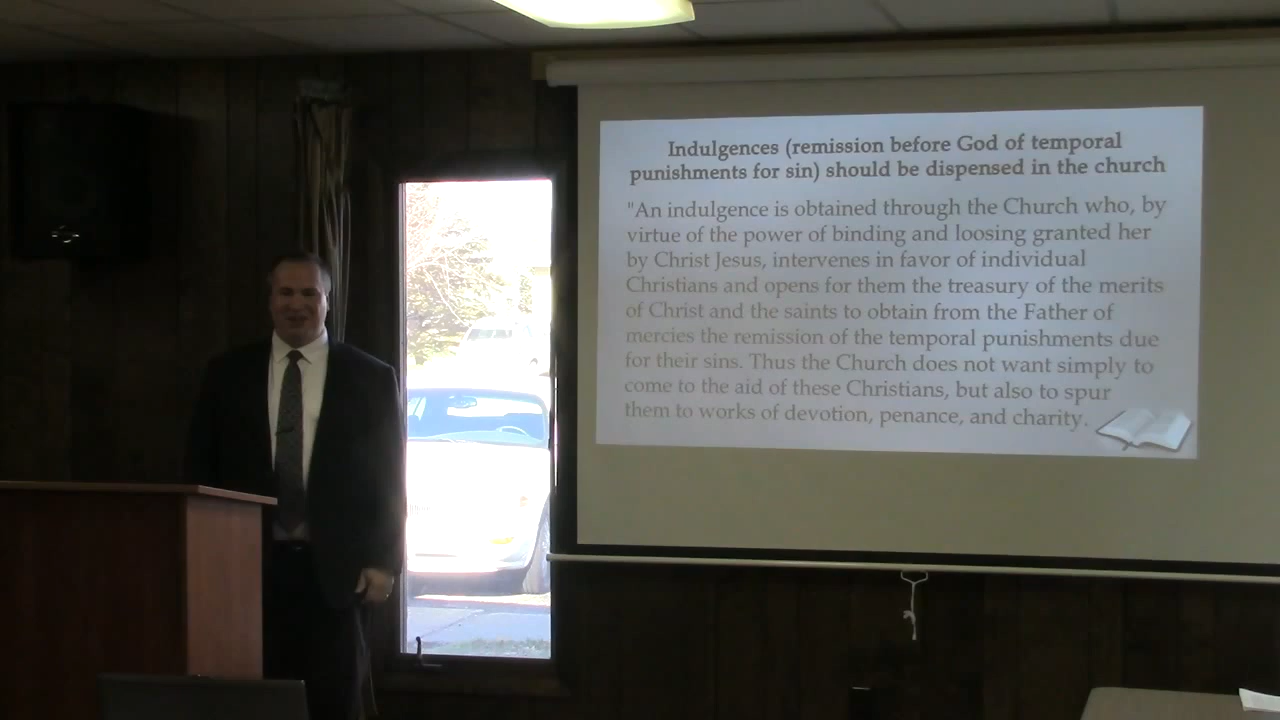 Indulgences (remission before God of temporal
punishments for sin) should be dispensed in the church
"An indulgence is obtained through the Church who, by
virtue of the power of binding and loosing granted her
by Christ Jesus, intervenes in favor of individual
Christians and opens for them the treasury of the merits
of Christ and the saints to obtain from the Father of
mercies the remission of the temporal punishments due
for their sins. Thus the Church does not want simply to
come to the aid of these Christians, but also to spur
them to works of devotion, penance, and charity.